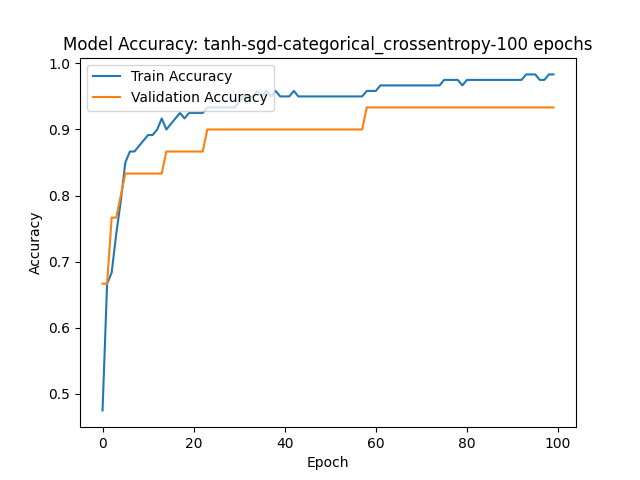 Model Accuracy: tanh-sgd-categorical_crossentropy-100 epochs
Train Accuracy
Validation Accuracy
1.0
0.9
0.8
0.7
0.6
0.5
Accuracy
0 20 40 60 80 100
Epoch